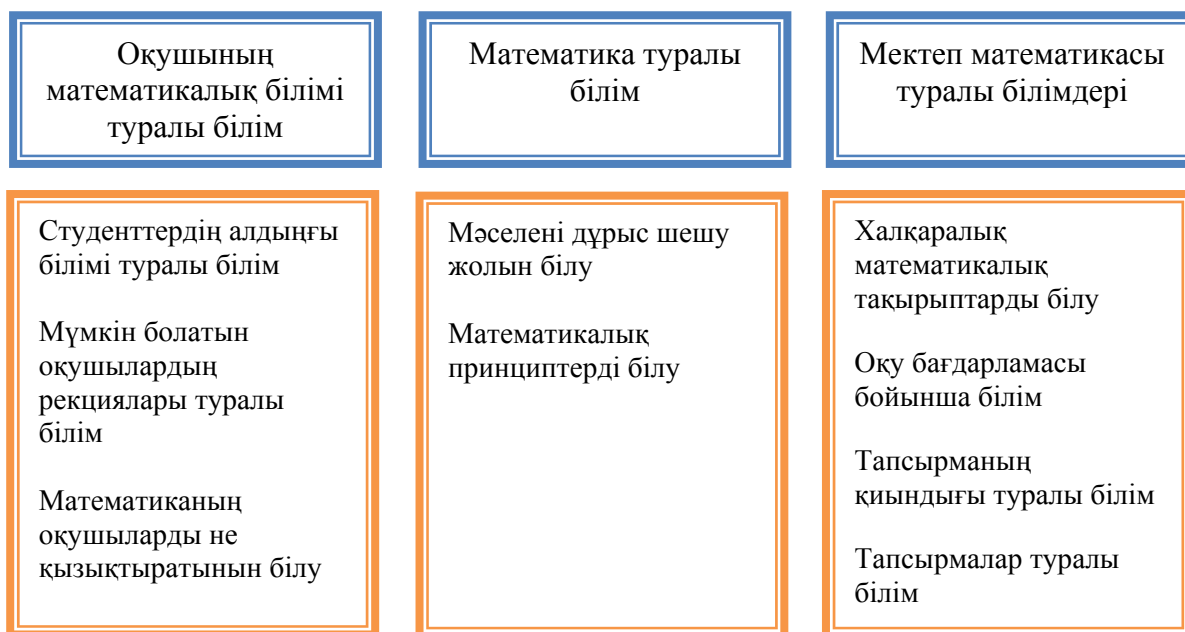 Оқушының
математикалық білімі
туралы білім
Математика туралы
білім
Мектеп математикасы
туралы білімдері
Студенттердің алдыңғы
білімі туралы білім
Мүмкін болатын
оқушылардың
рекциялары туралы
білім
Математиканың
оқушыларды не
қызықтыратынын білу
Мәселені дұрыс шешу
жолын білу
Математикалық
принциптерді білу
Халқаралық
математикалық
тақырыптарды білу
Оқу бағдарламасы
бойынша білім
Тапсырманың
қиындығы туралы білім
Тапсырмалар туралы
білім